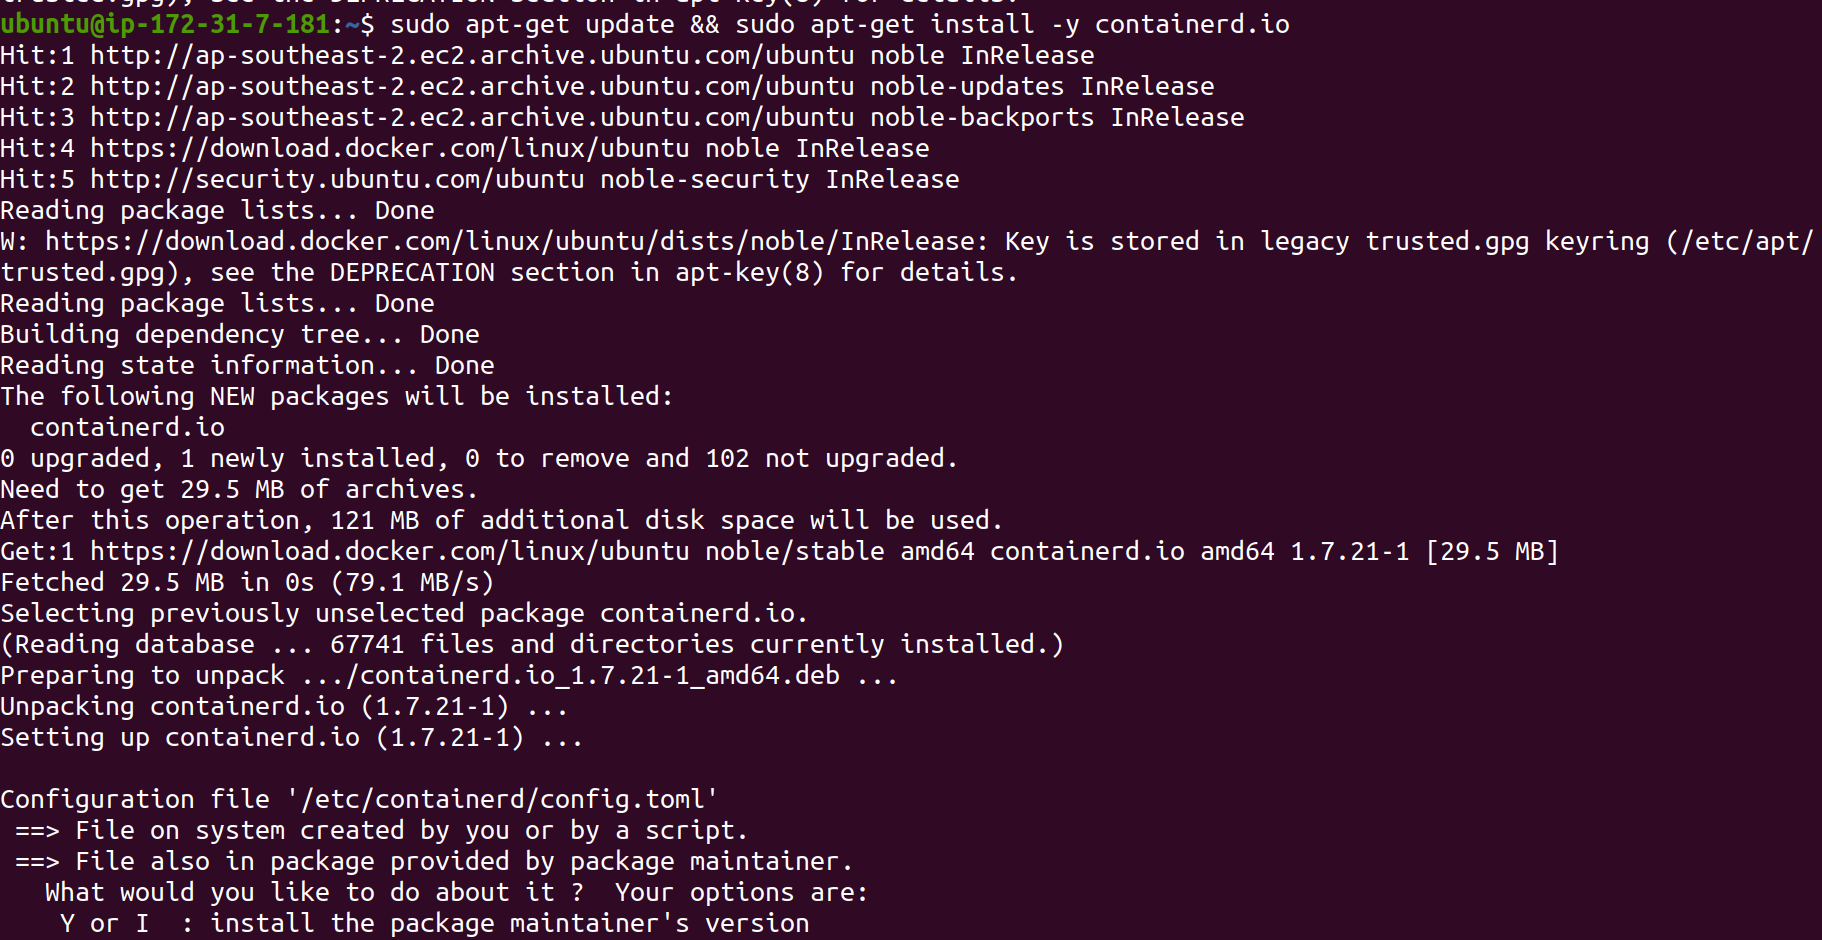 trusted.gpg), see the DEPRECATION section in apt-key(8) for details.
ubuntu@ip-172-31-7-181:~$ sudo apt-get update && sudo apt-get install -y containerd.io
Hit:1 http://ap-southeast-2.ec2.archive.ubuntu.com/ubuntu noble InRelease
Hit:2 http://ap-southeast-2.ec2.archive.ubuntu.com/ubuntu noble-updates InRelease
Hit:3 http://ap-southeast-2.ec2.archive.ubuntu.com/ubuntu noble-backports InRelease
Hit:4 https://download.docker.com/linux/ubuntu noble InRelease
Hit:5 http://security.ubuntu.com/ubuntu noble-security InRelease
Reading package lists... Done
W: https://download.docker.com/linux/ubuntu/dists/noble/InRelease: Key is stored in legacy trusted.gpg keyring (/etc/apt/
trusted.gpg), see the DEPRECATION section in apt-key(8) for details.
Reading package lists... Done
Building dependency tree... Done
Reading state information... Done
The following NEW packages will be installed:
  containerd.io
0 upgraded, 1 newly installed, 0 to remove and 102 not upgraded.
Need to get 29.5 MB of archives.
After this operation, 121 MB of additional disk space will be used.
Get:1 https://download.docker.com/linux/ubuntu noble/stable amd64 containerd.io amd64 1.7.21-1 [29.5 MB]
Fetched 29.5 MB in 0s (79.1 MB/s)
Selecting previously unselected package containerd.io.
(Reading database ... 67741 files and directories currently installed.)
Preparing to unpack .../containerd.io_1.7.21-1_amd64.deb ...
Unpacking containerd.io (1.7.21-1) ...
Setting up containerd.io (1.7.21-1) ...

Configuration file '/etc/containerd/config.toml'
 ==> File on system created by you or by a script.
 ==> File also in package provided by package maintainer.
   What would you like to do about it ?  Your options are:
    Y or I  : install the package maintainer's version